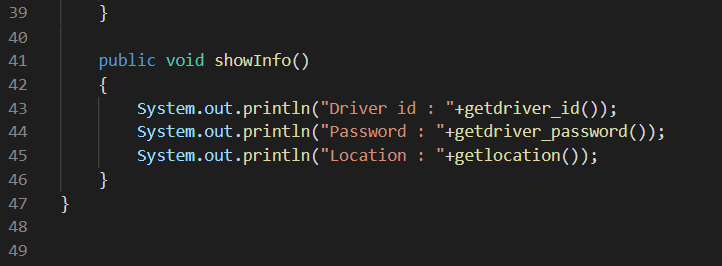 39 }
40
41 public void showInfo()
42 {
43 System.out.println("Driver id : "+getdriver_id());
44 System.out.println("Password : "+getdriver_password());
45 System.out.println("Location : "+getlocation());
46 }
47 }
48
49